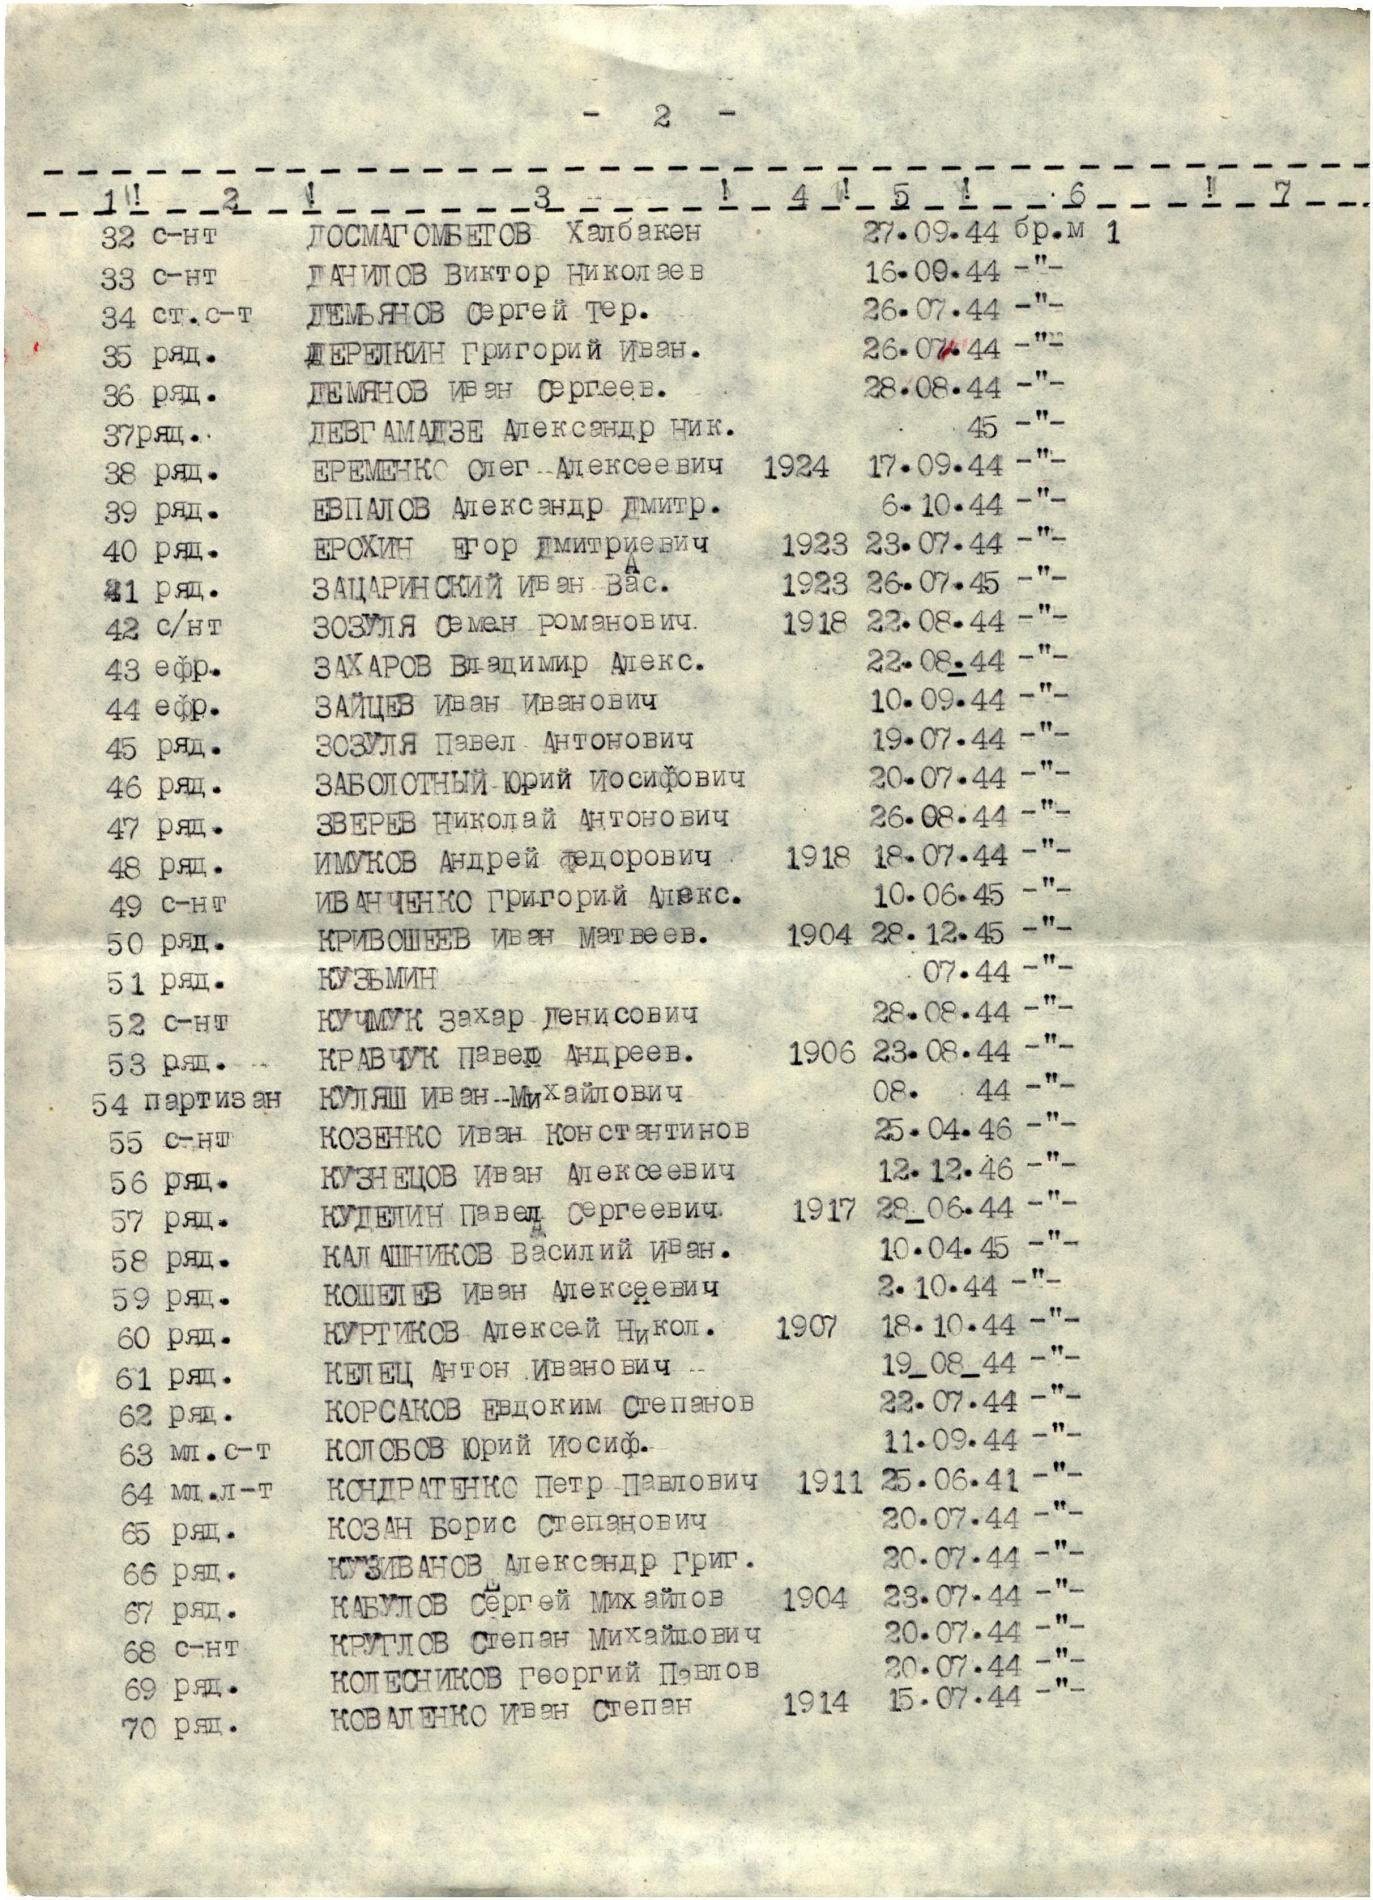 - 2 -
1 ! 2 ! 3 ! 4 ! 5 ! 6 ! 7
32 с-нт ДОСМАГОМБЕТОВ Халбакен 27.09.44 бр.м 1
33 с-нт ДАНИЛОВ Виктор Николаев 16.09.44 -"-
34 ст.с-т ДЕМЬЯНОВ Сергей Тер. 26.07.44 -"-
35 ряд. ДЕРЕЛКИН Григорий Иван. 26.07.44 -"-
36 ряд. ДЕМЯНОВ Иван Сергеев. 28.08.44 -"-
37ряд. ДЕВГАМАДЗЕ Александр Ник. 45 -"-
38 ряд. ЕРЕМЕНКО Олег Алексеевич 1924 17.09.44 -"-
39 ряд. ЕВПАЛОВ Александр Дмитр. 6.10.44 -"-
40 ряд. ЕРОХИН Егор Дмитриевич 1923 23.07.44 -"-
41 ряд. ЗАЦАРИНСКИЙ Иван Вас. 1923 26.07.45 -"-
42 с/нт ЗОЗУЛЯ Семен Романович. 1918 22.08.44 -"-
43 ефр. ЗАХАРОВ Владимир Алекс. 22.08.44 -"-
44 ефр. ЗАЙЦЕВ Иван Иванович 10.09.44 -"-
45 ряд. ЗОЗУЛЯ Павел Антонович 19.07.44 -"-
46 ряд. ЗАБОЛОТНЫЙ Юрий Иосифович 20.07.44 -"-
47 ряд. ЗВЕРЕВ Николай Антонович 26.08.44 -"-
48 ряд. ИМУКОВ Андрей Федорович 1918 18.07.44 -"-
49 с-нт ИВАНЧЕНКО Григорий Алекс. 10.06.45 -"-
50 ряд. КРИВОШЕЕВ Иван Матвеев. 1904 28.12.45 -"-
51 ряд. КУЗЬМИН 07.44 -"-
52 с-нт КУЧМУК Захар Денисович 28.08.44 -"-
53 ряд. КРАВЧУК Павел Андреев. 1906 23.08.44 -"-
54 партизан КУЛЯШ Иван Михайлович 08. 44 -"-
55 с-нт КОЗЕНКО Иван Константинов 25.04.46 -"-
56 ряд. КУЗНЕЦОВ Иван Алексеевич 12.12.46 -"-
57 ряд. КУДЕЛИН Павел Сергеевич. 1917 28_06.44 -"-
58 ряд. КАЛАШНИКОВ Василий Иван. 10.04.45 -"-
59 ряд. КОШЕЛЕВ Иван Алексеевич 2.10.44 -"-
60 ряд. КУРТИКОВ Алексей Никол. 1907 18.10.44 -"-
61 ряд. КЕЛЕЦ Антон Иванович 19_08_44 -"-
62 ряд. КОРСАКОВ Евдоким Степанов 22.07.44 -"-
63 мл.с-т КОЛОБОВ Юрий Иосиф. 11.09.44 -"-
64 мл.л-т КОНДРАТЕНКО Петр Павлович 1911 25.06.41 -"-
65 ряд. КОЗАН Борис Степанович 20.07.44 -"-
66 ряд. КУЗИВАНОВ Александр Григ. 20.07.44 -"-
67 ряд. КАБУЛОВ Сергей Михайлов 1904 23.07.44 -"-
68 с-нт КРУГЛОВ Степан Михайлович 20.07.44 -"-
69 ряд. КОЛЕСНИКОВ Георгий Павлов 20.07.44 -"-
70 ряд. КОВАЛЕНКО Иван Степан 1914 15.07.44 -"-